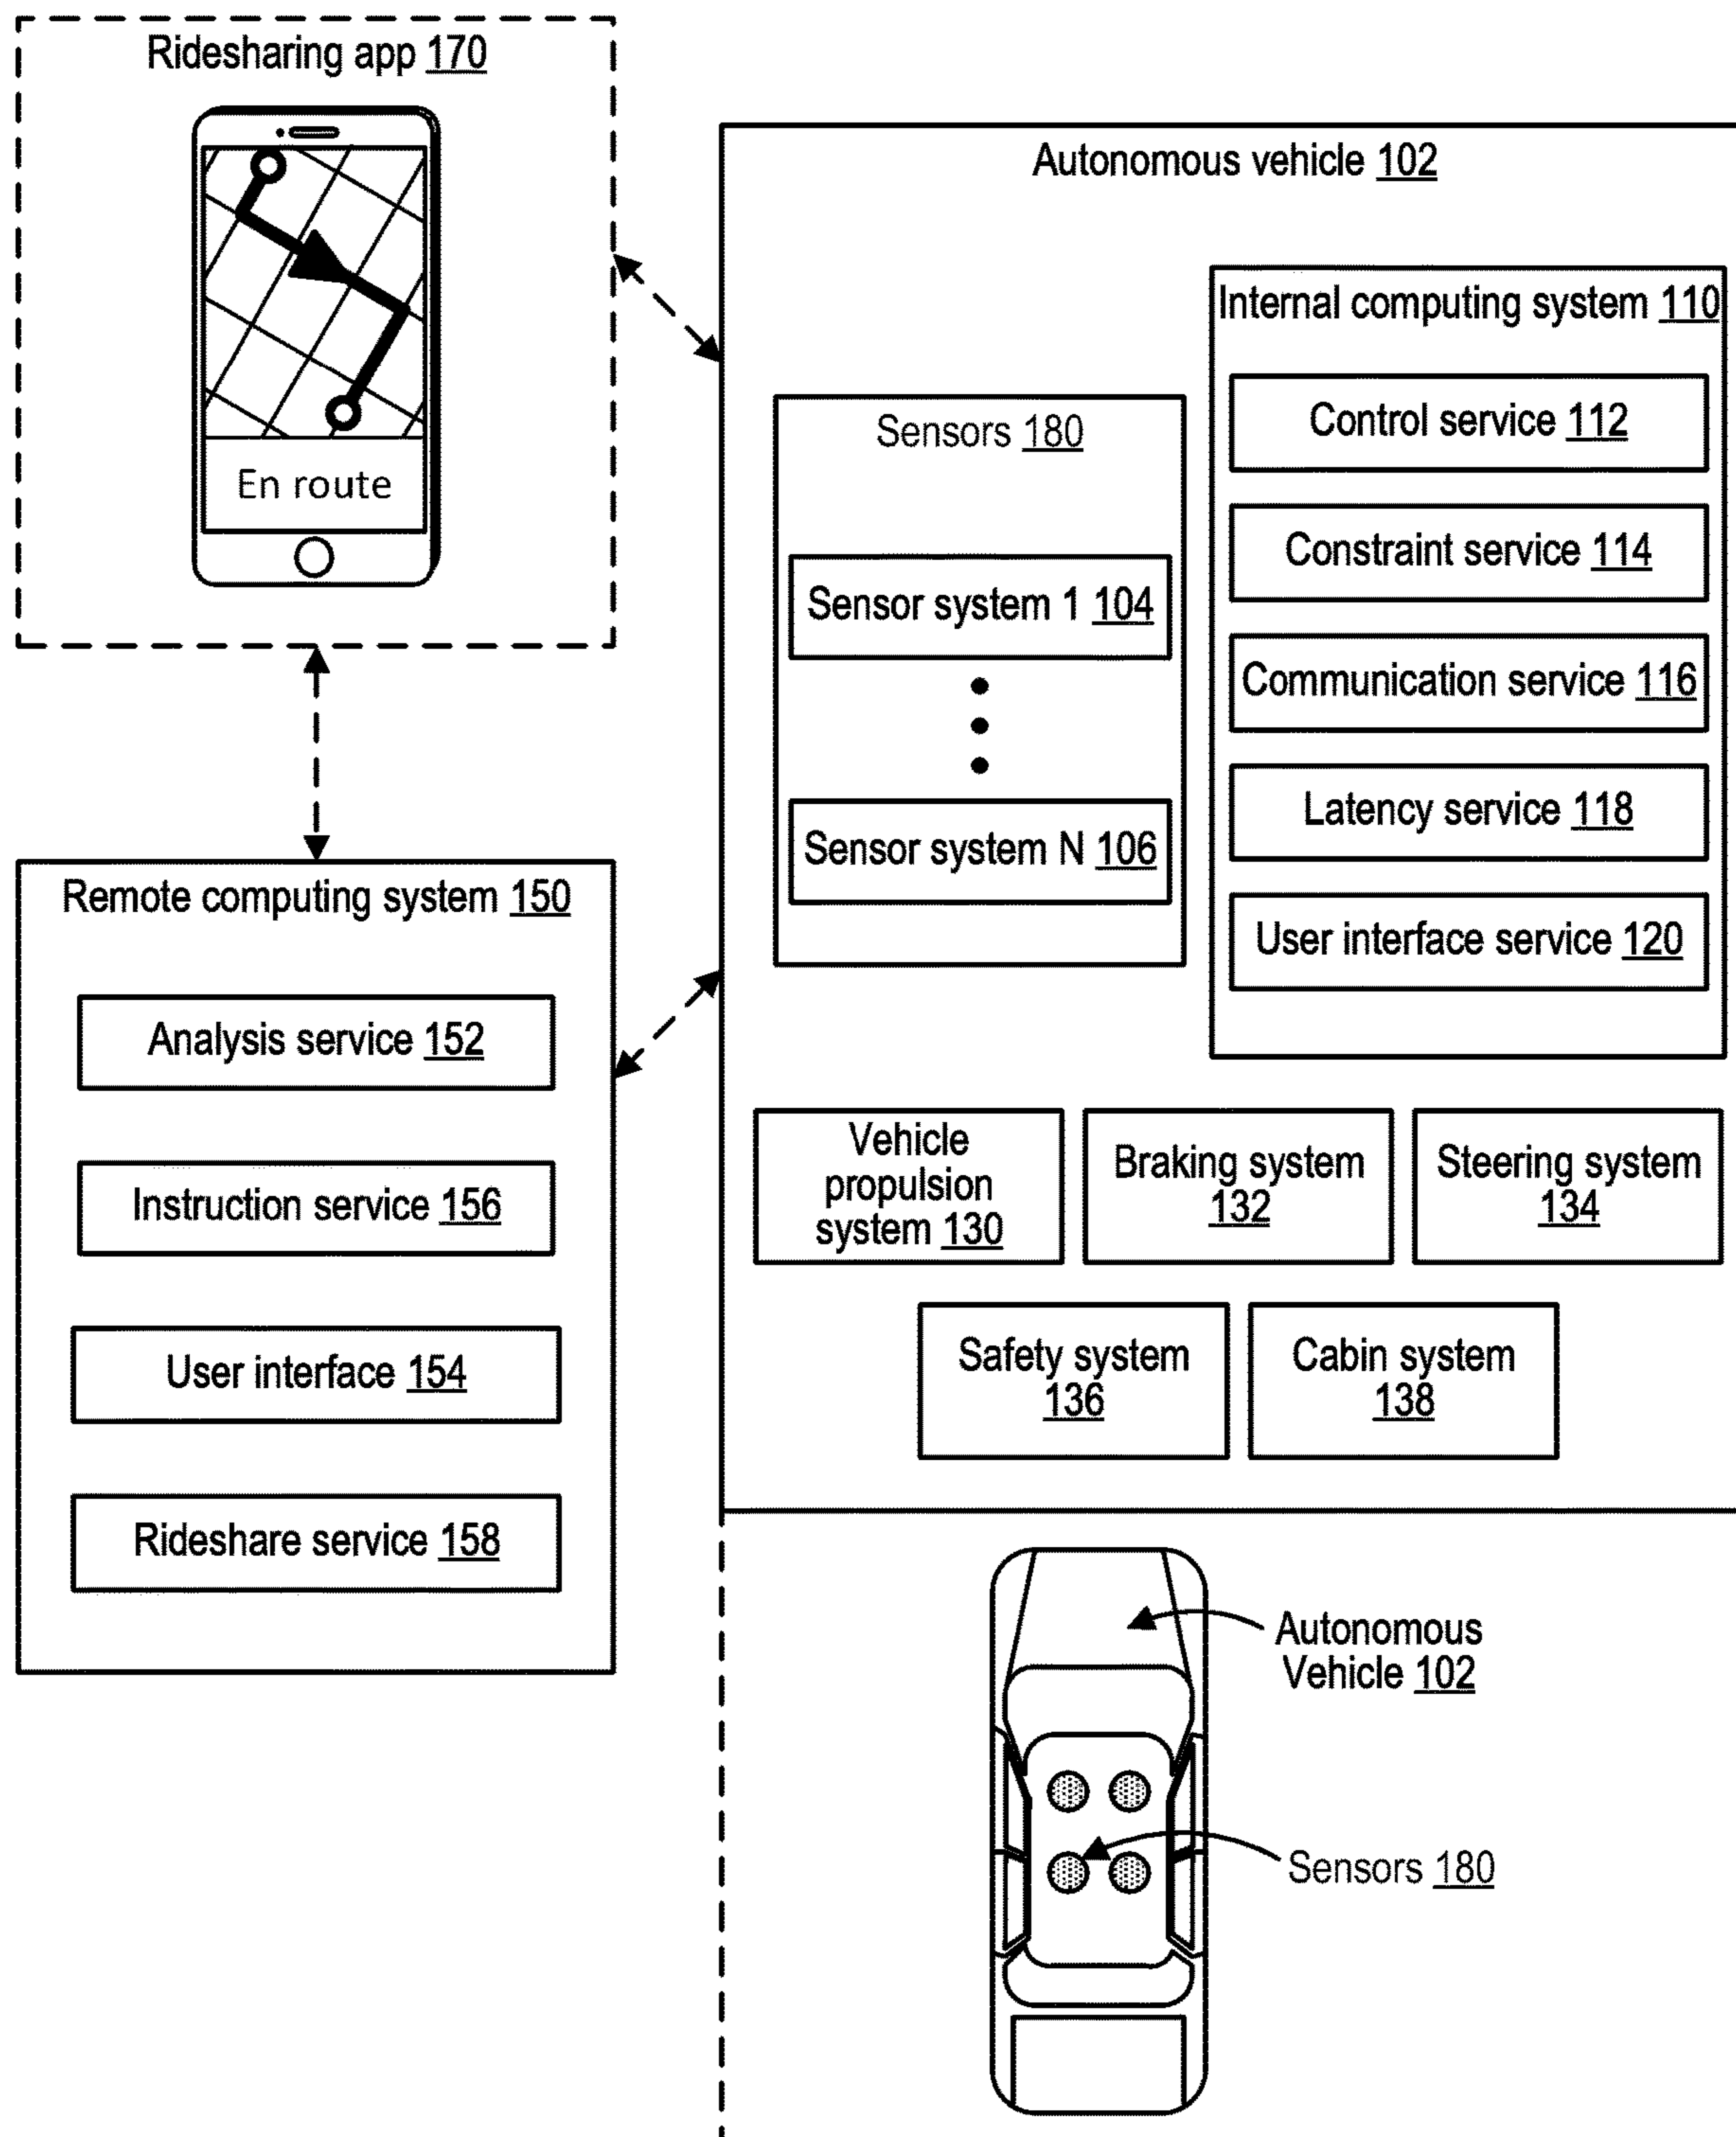 Ridesharing app 170
En route
Autonomous vehicle 102
Sensors 180
Sensor system 1 104
Sensor system N 106
Internal computing system 110
Control service 112
Constraint service 114
Communication service 116
Latency service 118
User interface service 120
Remote computing system 150
Analysis service 152
Instruction service 156
User interface 154
Rideshare service 158
Vehicle
propulsion
system 130
Braking system
132
Steering system
134
Safety system
136
Cabin system
138
Autonomous
Vehicle 102
Sensors 180